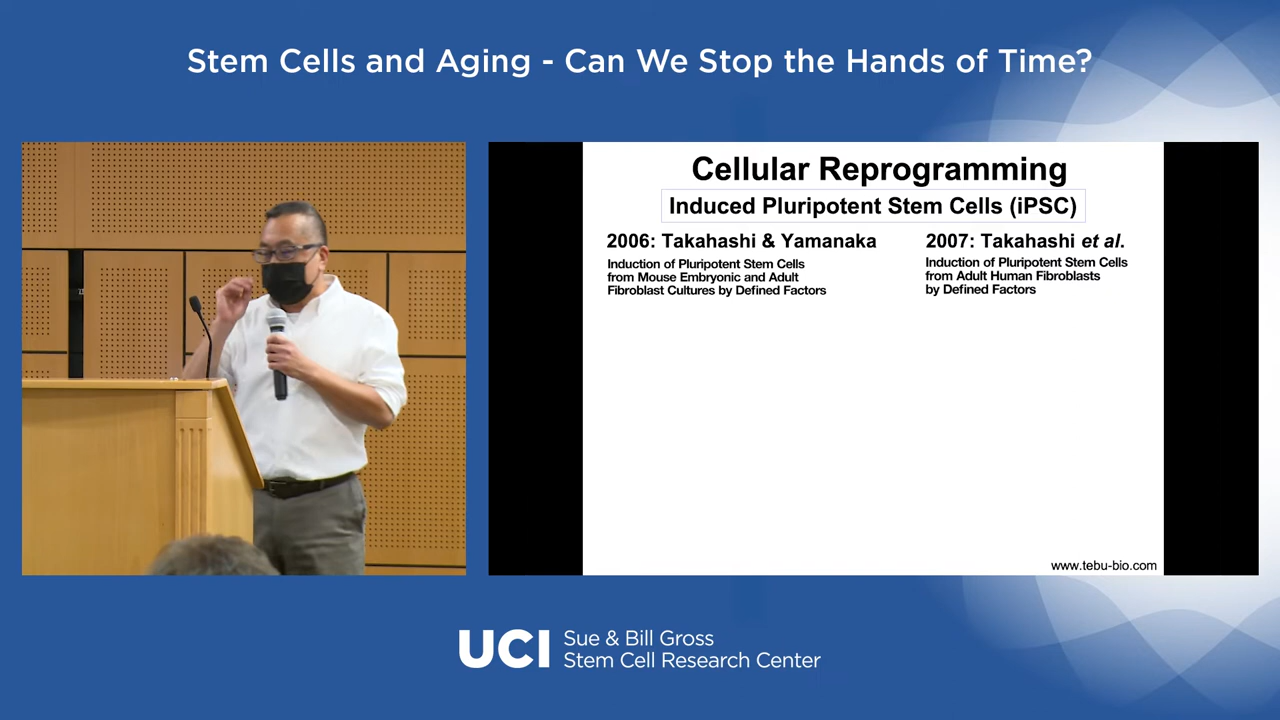 Stem Cells and Aging - Can We Stop the Hands of Time?
Cellular Reprogramming
Induced Pluripotent Stem Cells (iPSC)
2006: Takahashi & Yamanaka
Induction of Pluripotent Stem Cells
from Mouse Embryonic and Adult
Fibroblast Cultures by Defined Factors
2007: Takahashi et al.
Induction of Pluripotent Stem Cells
from Adult Human Fibroblasts
by Defined Factors
www.tebu-bio.com
UCI
Sue & Bill Gross
Stem Cell Research Center